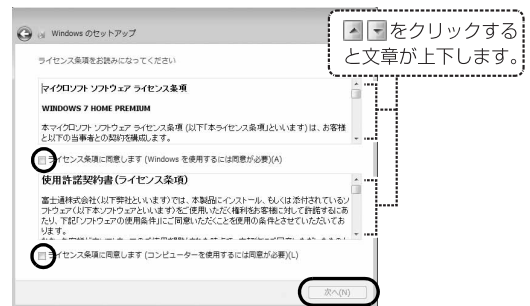 Windows のセットアップ
▲▼をクリックする
と文章が上下します。
ライセンス条項をお読みになってください
マイクロソフト ソフトウェア ライセンス条項
WINDOWS 7 HOME PREMIUM
本マイクロソフト ソフトウェア ライセンス条項 (以下「本ライセンス条項」といいます) は、お客様
と以下の当事者との契約を構成します。
ライセンス条項に同意します (Windows を使用するには同意が必要)(A)
使用許諾契約書(ライセンス条項)
富士通株式会社(以下弊社といいます)では、本製品にインストール、もしくは添付されているソ
フトウェア(以下本ソフトウェアといいます)をご使用いただく権利をお客様に対して許諾するにあ
たり、下記「ソフトウェアの使用条件」にご同意いただくことを使用の条件とさせていただいてお
ります。
ライセンス条項に同意します (コンピューターを使用するには同意が必要)(L)
次へ(N)